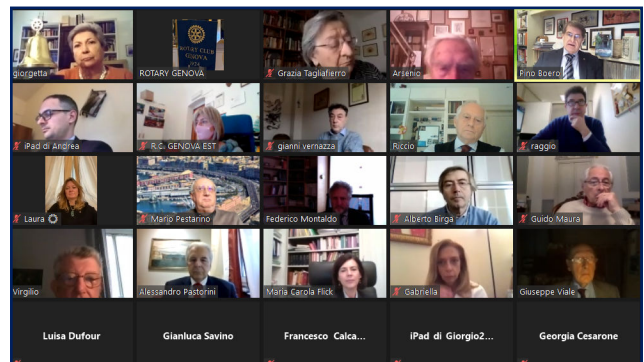 giorgetta
ROTARY GENOVA
ROTARY CLUB
GENOVA
Grazia Tagliafierro
Arsenio
Pino Boero
iPad di Andrea
R.C. GENOVA EST
gianni vernazza
Riccio
raggio
Laura
Mario Pestarino
Federico Montaldo
Alberto Birga
Guido Maura
Virgilio
Alessandro Pastorini
Maria Carola Flick
Gabriella
Giuseppe Viale
Luisa Dufour
Gianluca Savino
Francesco Calca...
iPad di Giorgio2...
Georgia Cesarone